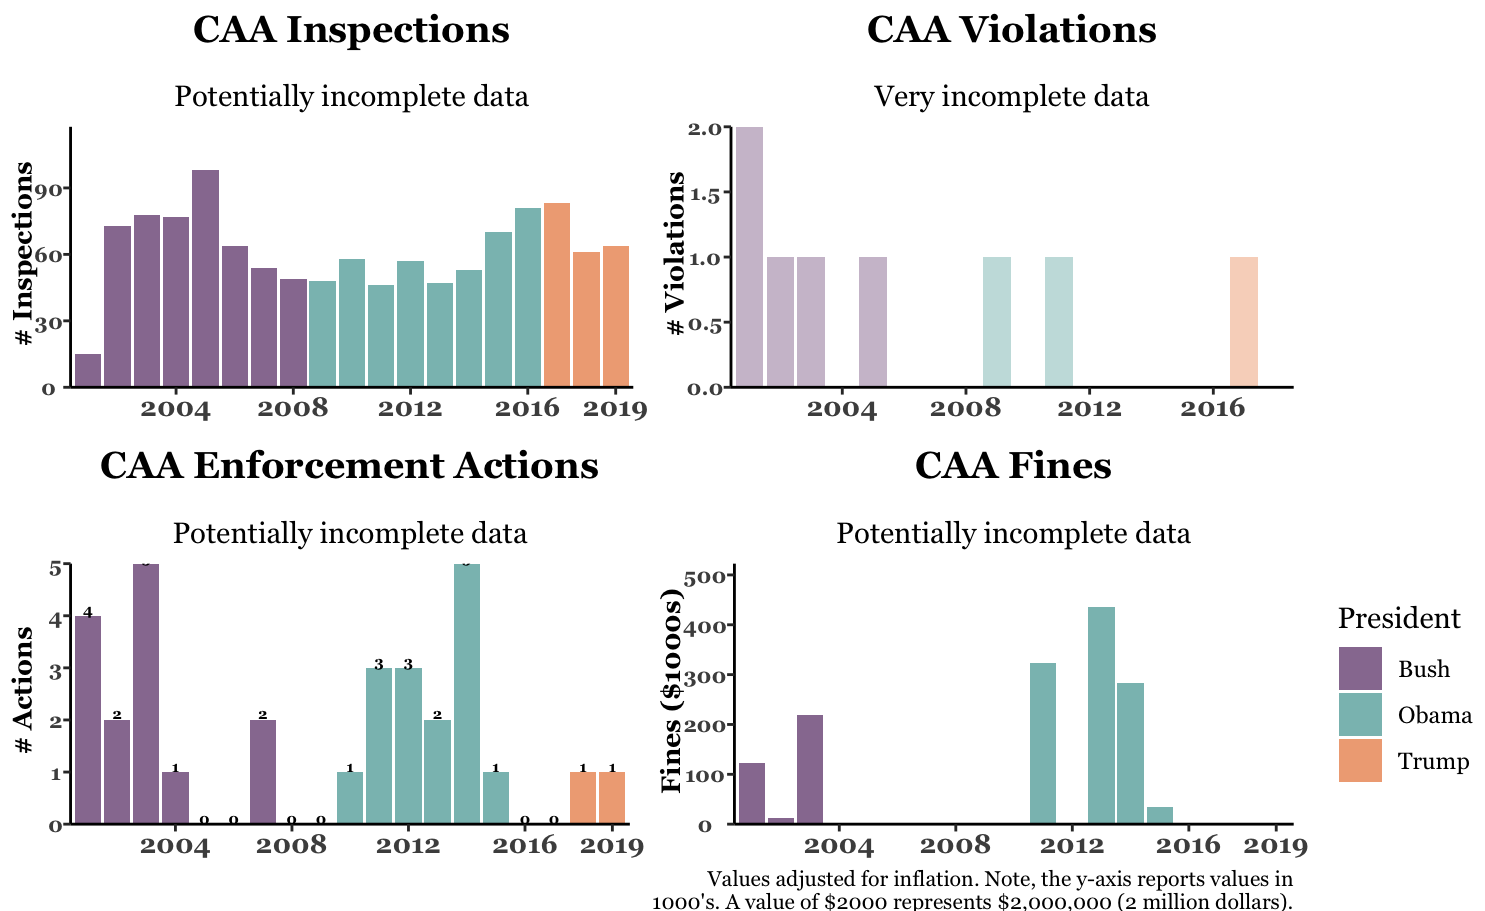 CAA Inspections
Potentially incomplete data
# Inspections
90
60
30
0
2004 2008 2012 2016 2019
CAA Violations
Very incomplete data
# Violations
2.0
1.5
1.0
0.5
0.0
2004 2008 2012 2016
CAA Enforcement Actions
Potentially incomplete data
# Actions
5
4
3
2
1
0
4 2 1 0 0 2 0 0 1 3 3 2 1 0 0 1 1
2004 2008 2012 2016 2019
CAA Fines
Potentially incomplete data
Fines ($1000s)
500
400
300
200
100
0
2004 2008 2012 2016 2019
President
Bush
Obama
Trump
Values adjusted for inflation. Note, the y-axis reports values in
1000's. A value of $2000 represents $2,000,000 (2 million dollars).